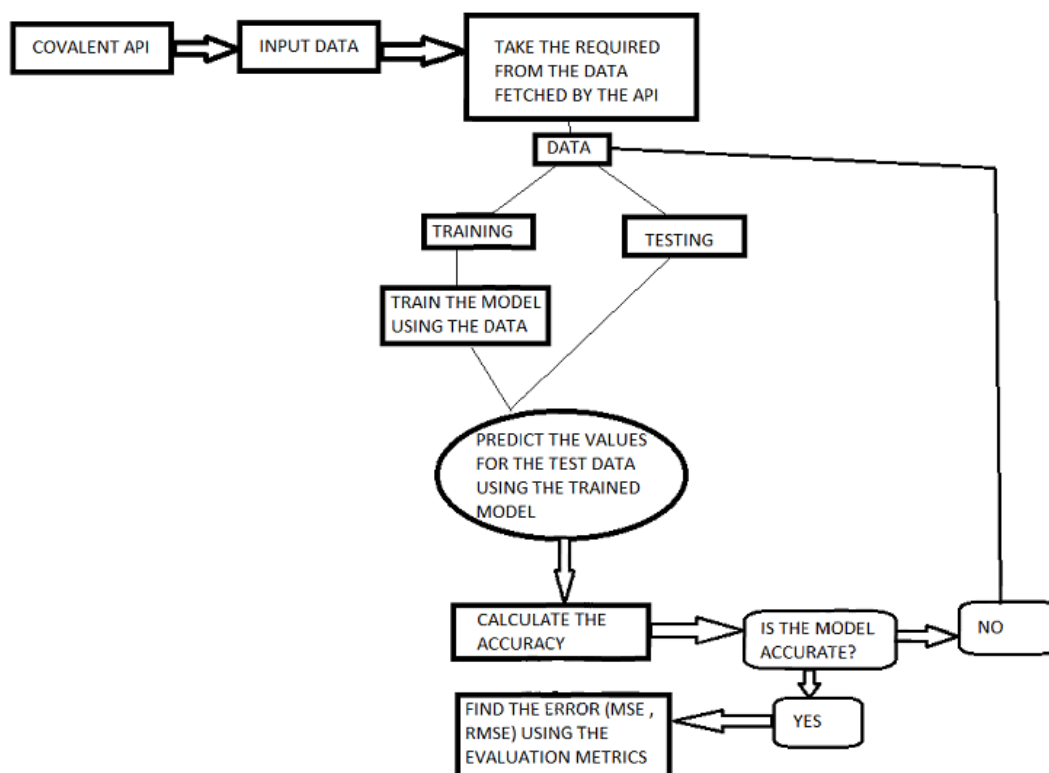 COVALENT API
INPUT DATA
TAKE THE REQUIRED
FROM THE DATA
FETCHED BY THE API
DATA
TRAINING
TESTING
TRAIN THE MODEL
USING THE DATA
PREDICT THE VALUES
FOR THE TEST DATA
USING THE TRAINED
MODEL
CALCULATE THE
ACCURACY
IS THE MODEL
ACCURATE?
NO
YES
FIND THE ERROR (MSE ,
RMSE) USING THE
EVALUATION METRICS